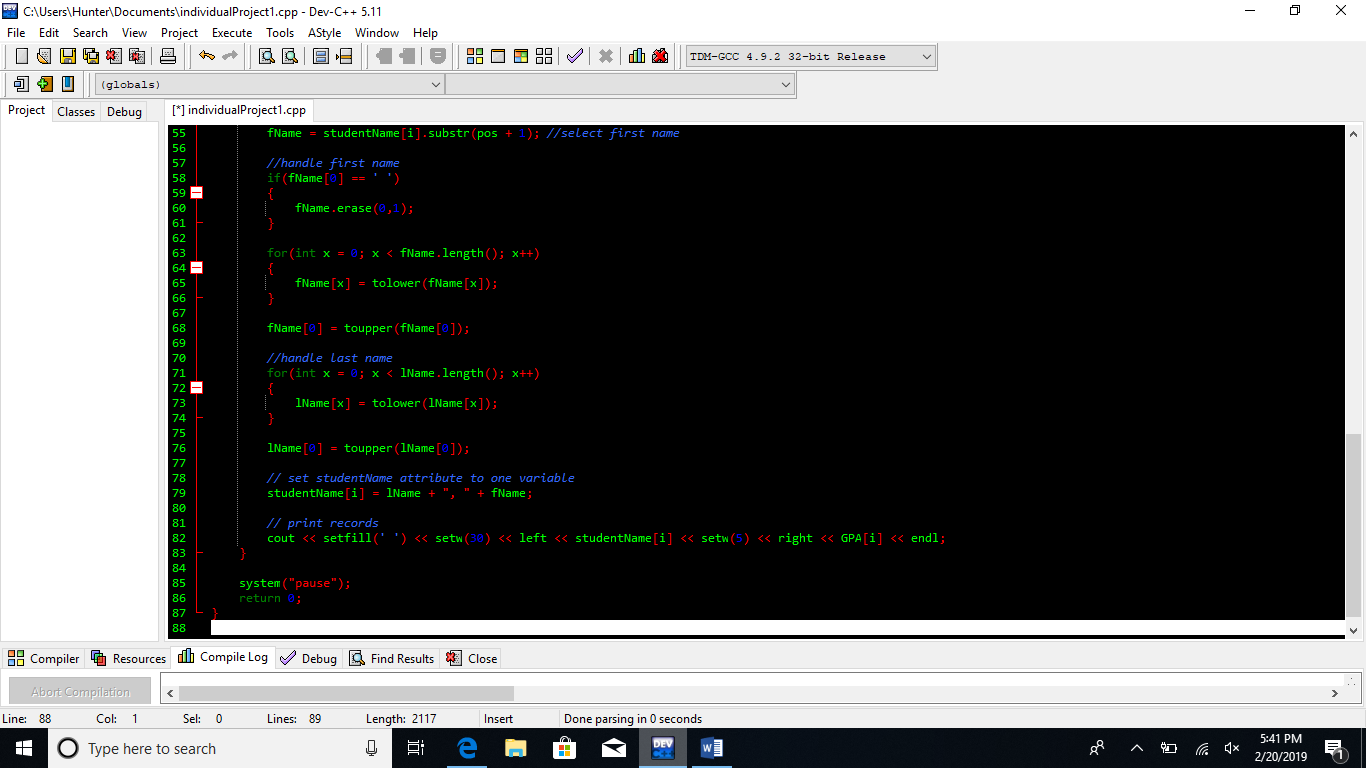 C:\Users\Hunter\Documents\individualProject1.cpp - Dev-C++ 5.11
File Edit Search View Project Execute Tools AStyle Window Help
TDM-GCC 4.9.2 32-bit Release
(globals)
Project Classes Debug [*] individualProject1.cpp
55 fName = studentName[i].substr(pos + 1); //select first name
56
57 //handle first name
58 if(fName[0] == ' ')
59 {
60 fName.erase(0,1);
61 }
62
63 for(int x = 0; x < fName.length(); x++)
64 {
65 fName[x] = tolower(fName[x]);
66 }
67
68 fName[0] = toupper(fName[0]);
69
70 //handle last name
71 for(int x = 0; x < lName.length(); x++)
72 {
73 lName[x] = tolower(lName[x]);
74 }
75
76 lName[0] = toupper(lName[0]);
77
78 // set studentName attribute to one variable
79 studentName[i] = lName + ", " + fName;
80
81 // print records
82 cout << setfill(' ') << setw(30) << left << studentName[i] << setw(5) << right << GPA[i] << endl;
83 }
84
85 system("pause");
86 return 0;
87 }
88
Compiler Resources Compile Log Debug Find Results Close
Abort Compilation
Line: 88 Col: 1 Sel: 0 Lines: 89 Length: 2117 Insert Done parsing in 0 seconds
Type here to search
5:41 PM
2/20/2019
1